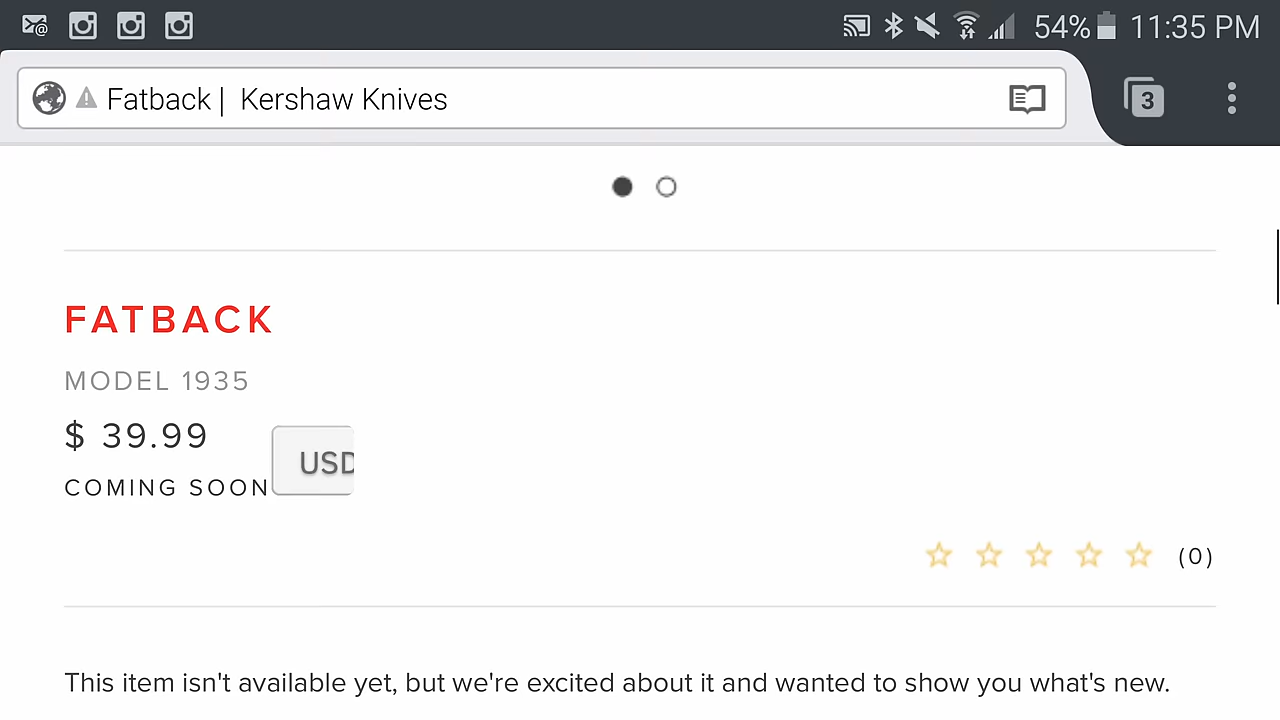 54% 11:35 PM
Fatback | Kershaw Knives
3
FATBACK
MODEL 1935
$ 39.99
USD
COMING SOON
(0)
This item isn't available yet, but we're excited about it and wanted to show you what's new.